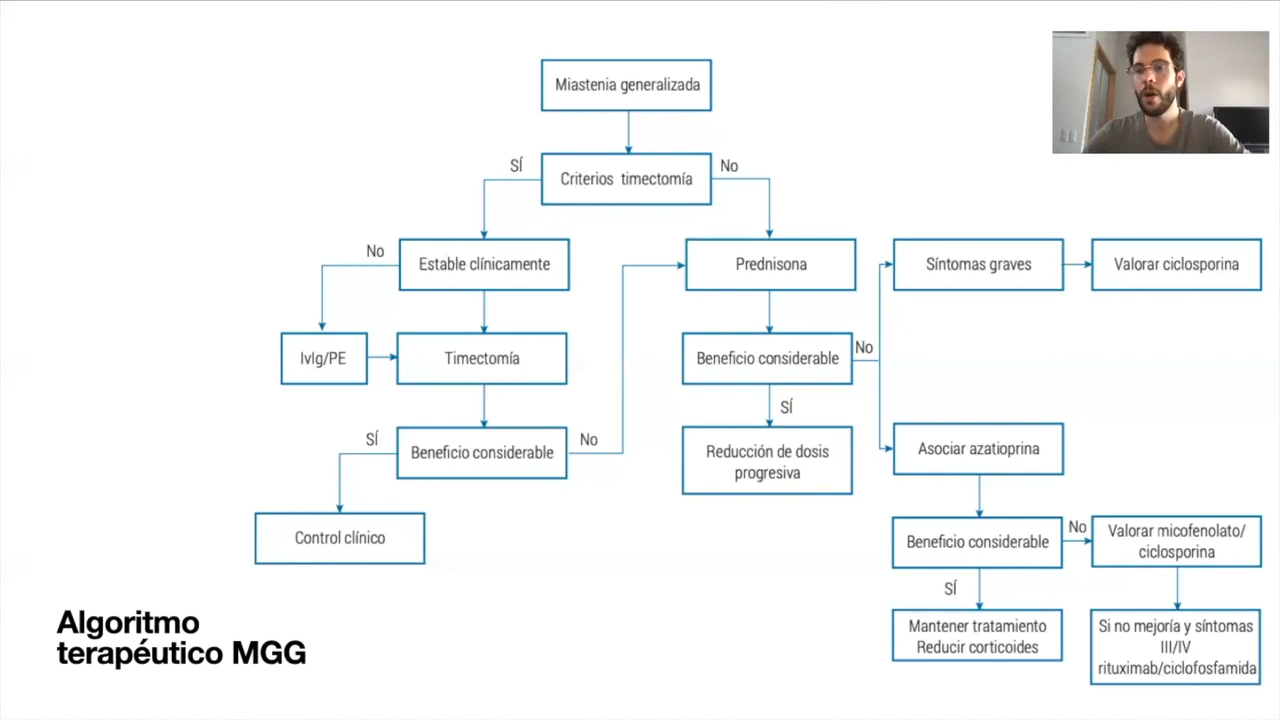 Miastenia generalizada
SÍ
Criterios timectomía
No
No
Estable clínicamente
Prednisona
Síntomas graves
Valorar ciclosporina
IvIg/PE
Timectomía
Beneficio considerable
No
SÍ
SÍ
Beneficio considerable
No
Reducción de dosis
progresiva
Asociar azatioprina
Control clínico
Beneficio considerable
No
Valorar micofenolato/
ciclosporina
SÍ
Algoritmo
terapéutico MGG
Mantener tratamiento
Reducir corticoides
Si no mejoría y síntomas
III/IV
rituximab/ciclofosfamida